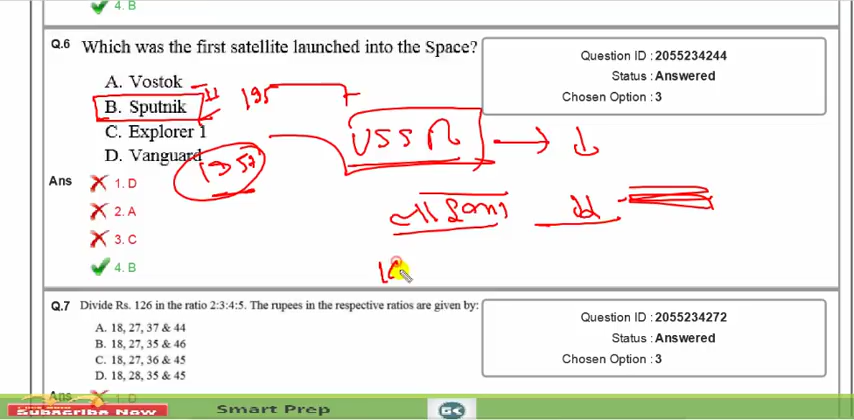 4. B
Q.6 Which was the first satellite launched into the Space?
A. Vostok
B. Sputnik
C. Explorer 1
D. Vanguard
Question ID : 2055234244
Status : Answered
Chosen Option : 3
195
USSR
1957
Ans
1. D
2. A
3. C
4. B
Q.7 Divide Rs. 126 in the ratio 2:3:4:5. The rupees in the respective ratios are given by:
A. 18, 27, 37 & 44
B. 18, 27, 35 & 46
C. 18, 27, 36 & 45
D. 18, 28, 35 & 45
Question ID : 2055234272
Status : Answered
Chosen Option : 3
Ans
1. D
Subscribe Now
Smart Prep
GK